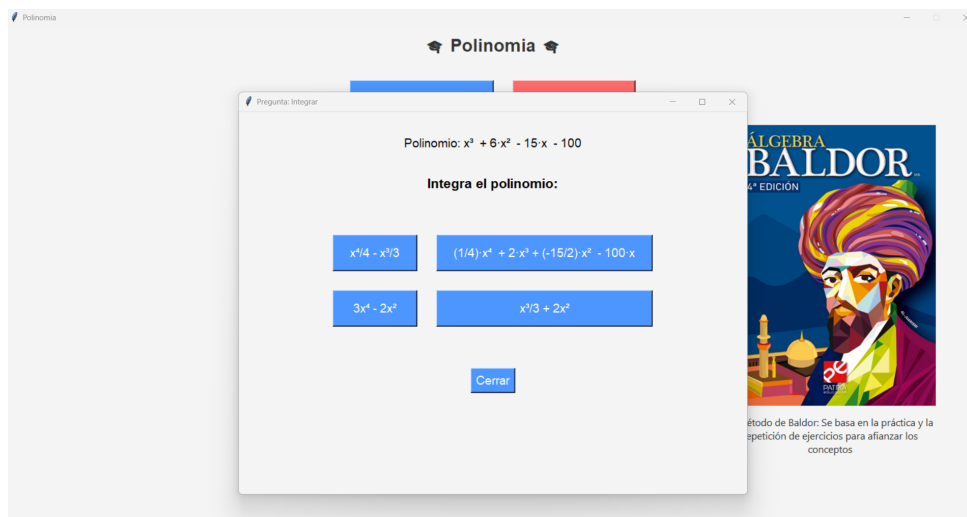 Polinomia
Polinomia
Pregunta: Integrar
Polinomio: x³ + 6·x² - 15·x - 100
Integra el polinomio:
x⁴/4 - x³/3
(1/4)·x⁴ + 2·x³ + (-15/2)·x² - 100·x
3x⁴ - 2x²
x³/3 + 2x²
Cerrar
ÁLGEBRA
BALDOR
4ª EDICIÓN
PATRIA
étodo de Baldor: Se basa en la práctica y la
epetición de ejercicios para afianzar los
conceptos